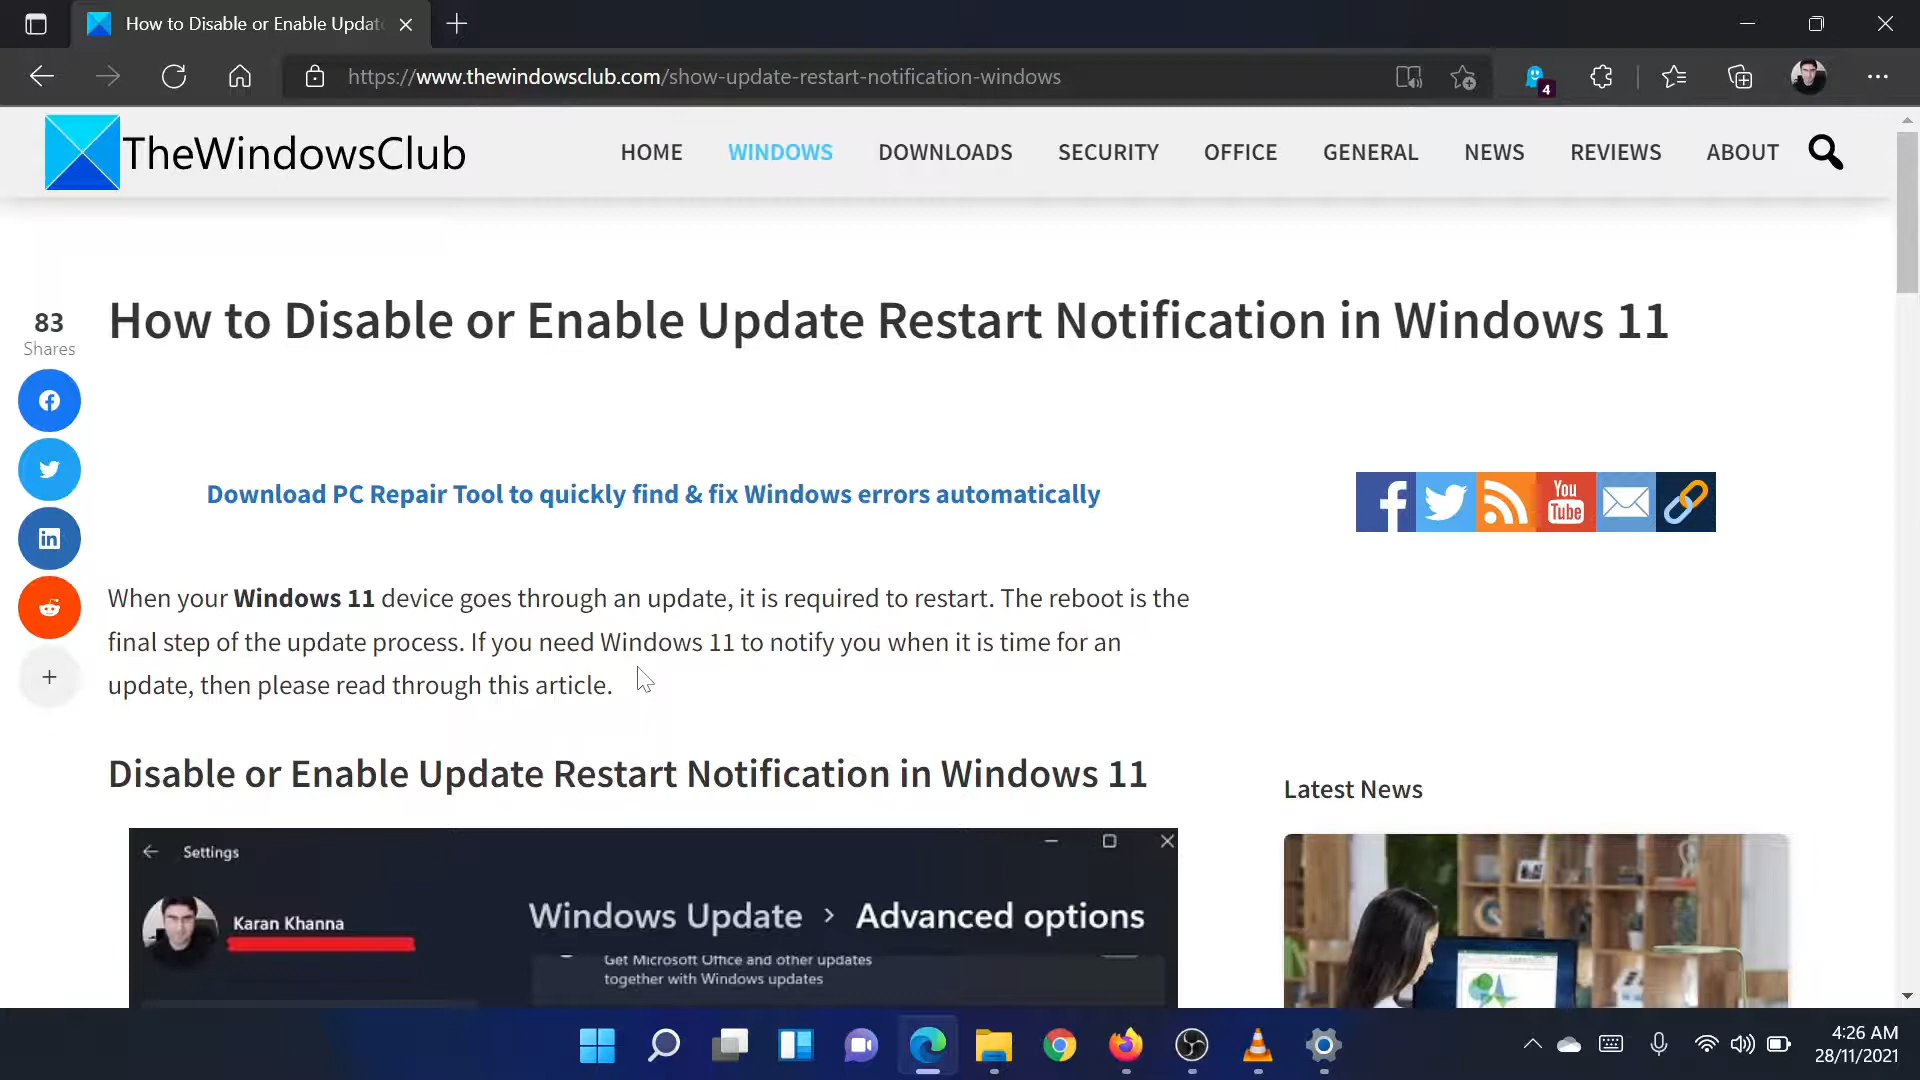 How to Disable or Enable Updat
https://www.thewindowsclub.com/show-update-restart-notification-windows
4
TheWindowsClub
HOME WINDOWS DOWNLOADS SECURITY OFFICE GENERAL NEWS REVIEWS ABOUT
How to Disable or Enable Update Restart Notification in Windows 11
83
Shares
Download PC Repair Tool to quickly find & fix Windows errors automatically
You
Tube
When your Windows 11 device goes through an update, it is required to restart. The reboot is the
final step of the update process. If you need Windows 11 to notify you when it is time for an
update, then please read through this article.
Disable or Enable Update Restart Notification in Windows 11
Latest News
Settings
Karan Khanna
Windows Update > Advanced options
Get Microsoft Office and other updates
together with Windows updates
4:26 AM
28/11/2021